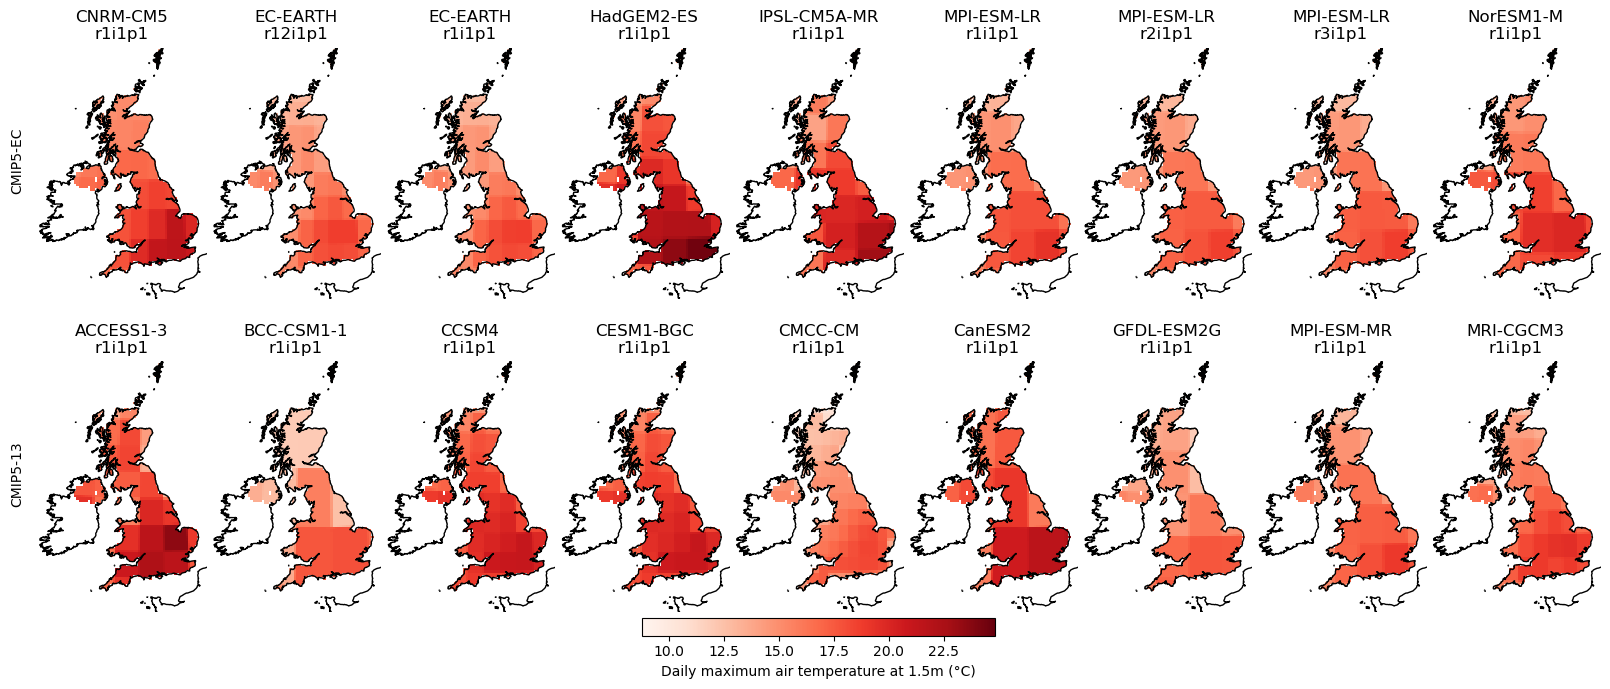 CNRM-CM5
r1i1p1
EC-EARTH
r12i1p1
EC-EARTH
r1i1p1
HadGEM2-ES
r1i1p1
IPSL-CM5A-MR
r1i1p1
MPI-ESM-LR
r1i1p1
MPI-ESM-LR
r2i1p1
MPI-ESM-LR
r3i1p1
NorESM1-M
r1i1p1
CMIP5-EC
ACCESS1-3
r1i1p1
BCC-CSM1-1
r1i1p1
CCSM4
r1i1p1
CESM1-BGC
r1i1p1
CMCC-CM
r1i1p1
CanESM2
r1i1p1
GFDL-ESM2G
r1i1p1
MPI-ESM-MR
r1i1p1
MRI-CGCM3
r1i1p1
CMIP5-13
10.0 12.5 15.0 17.5 20.0 22.5
Daily maximum air temperature at 1.5m (°C)